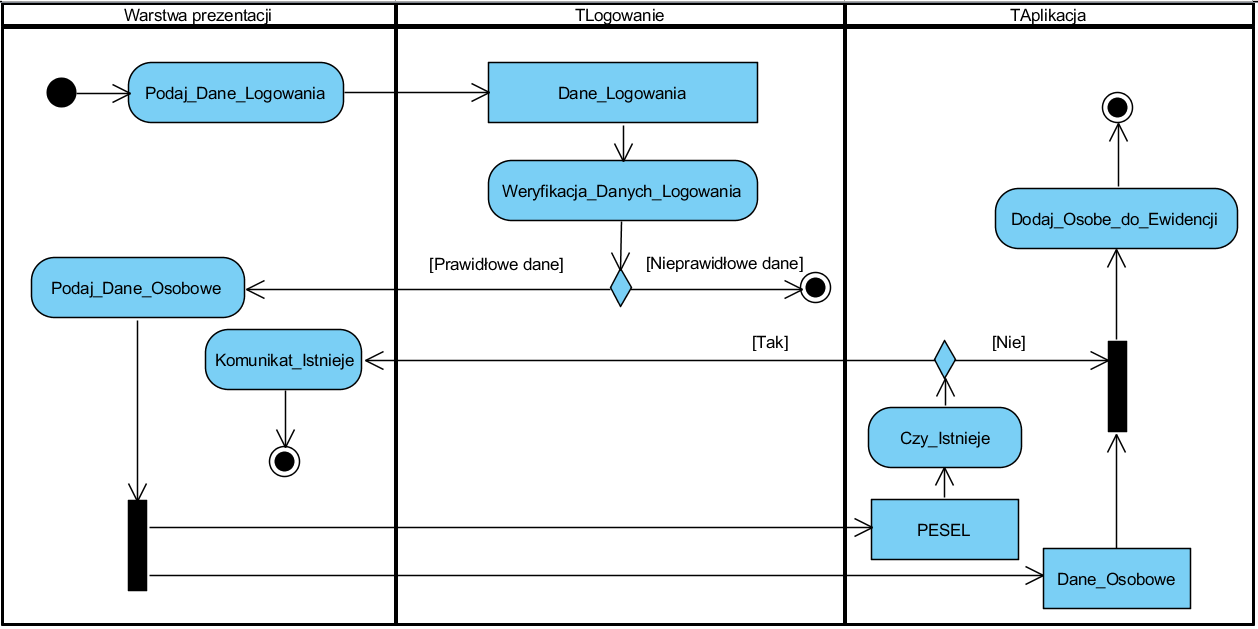 Warstwa prezentacji
TLogowanie
TAplikacja
Podaj_Dane_Logowania
Dane_Logowania
Weryfikacja_Danych_Logowania
Dodaj_Osobe_do_Ewidencji
[Prawidłowe dane]
[Nieprawidłowe dane]
Podaj_Dane_Osobowe
[Tak]
[Nie]
Komunikat_Istnieje
Czy_Istnieje
PESEL
Dane_Osobowe